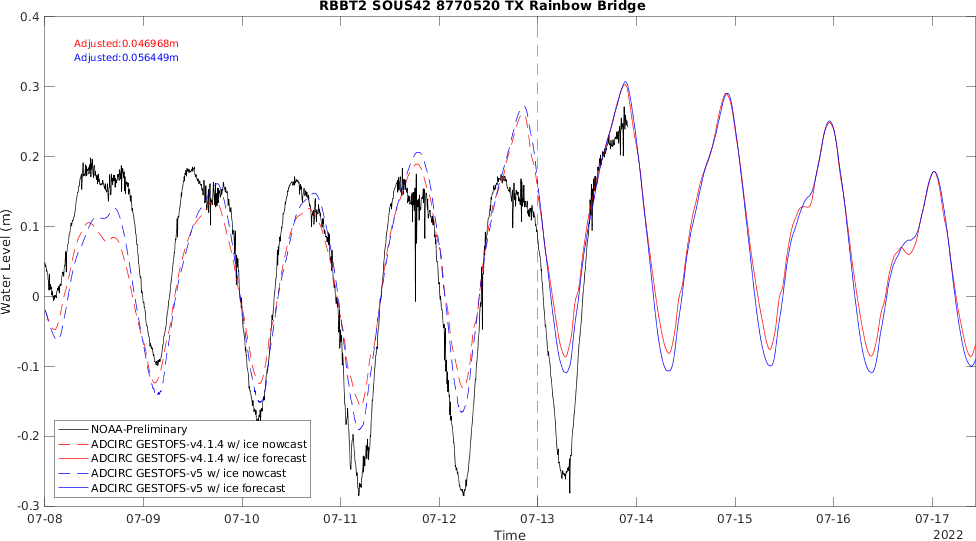 RBBT2 SOUS42 8770520 TX Rainbow Bridge
Adjusted:0.046968m
Adjusted:0.056449m
0.4
0.3
0.2
0.1
0
-0.1
-0.2
-0.3
Water Level (m)
NOAA-Preliminary
ADCIRC GESTOFS-v4.1.4 w/ ice nowcast
ADCIRC GESTOFS-v4.1.4 w/ ice forecast
ADCIRC GESTOFS-v5 w/ ice nowcast
ADCIRC GESTOFS-v5 w/ ice forecast
07-08 07-09 07-10 07-11 07-12 07-13 07-14 07-15 07-16 07-17
Time
2022